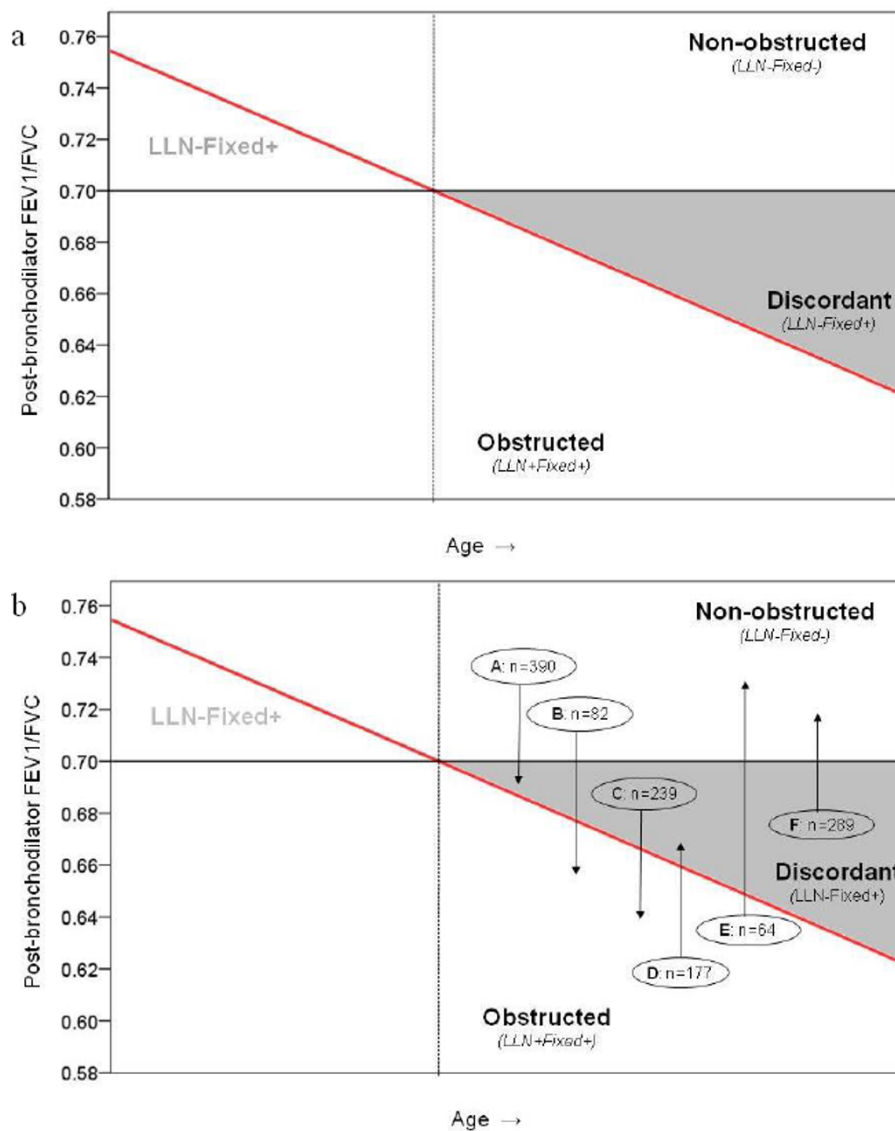 a
0.76
0.74
0.72
0.70
0.68
0.66
0.64
0.62
0.60
0.58
Post-bronchodilator FEV1/FVC
Non-obstructed
(LLN-Fixed-)
LLN-Fixed+
Discordant
(LLN-Fixed+)
Obstructed
(LLN+Fixed+)
Age →
b
0.76
0.74
0.72
0.70
0.68
0.66
0.64
0.62
0.60
0.58
Post-bronchodilator FEV1/FVC
Non-obstructed
(LLN-Fixed-)
A: n=390
B: n=82
LLN-Fixed+
C: n=239
F: n=289
Discordant
(LLN-Fixed+)
E: n=64
D: n=177
Obstructed
(LLN+Fixed+)
Age →